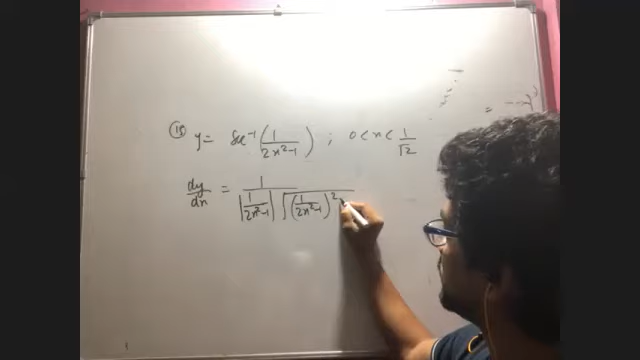 (15) y = sec⁻¹(1/(2x²-1)) ; 0 < x < 1/√2
dy/dx = 1/(|1/(2x²-1)| √((1/(2x²-1))²